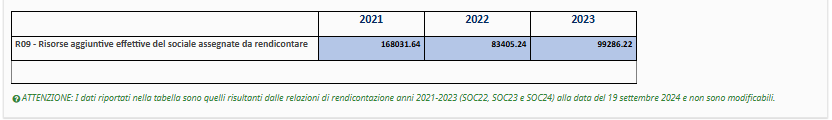 2021 2022 2023
R09 - Risorse aggiuntive effettive del sociale assegnate da rendicontare 168031.64 83405.24 99286.22
ATTENZIONE: I dati riportati nella tabella sono quelli risultanti dalle relazioni di rendicontazione anni 2021-2023 (SOC22, SOC23 e SOC24) alla data del 19 settembre 2024 e non sono modificabili.